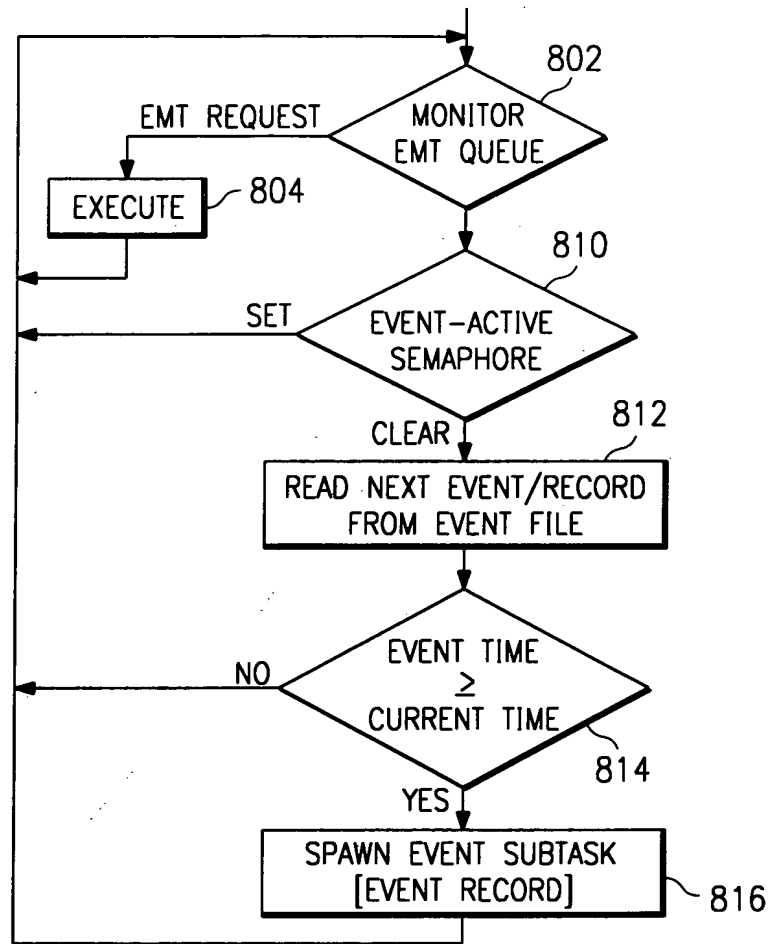 802
MONITOR
EMT QUEUE
EMT REQUEST
EXECUTE
804
810
EVENT-ACTIVE
SEMAPHORE
SET
CLEAR
812
READ NEXT EVENT/RECORD
FROM EVENT FILE
EVENT TIME
≥
CURRENT TIME
NO
814
YES
SPAWN EVENT SUBTASK
[EVENT RECORD]
816